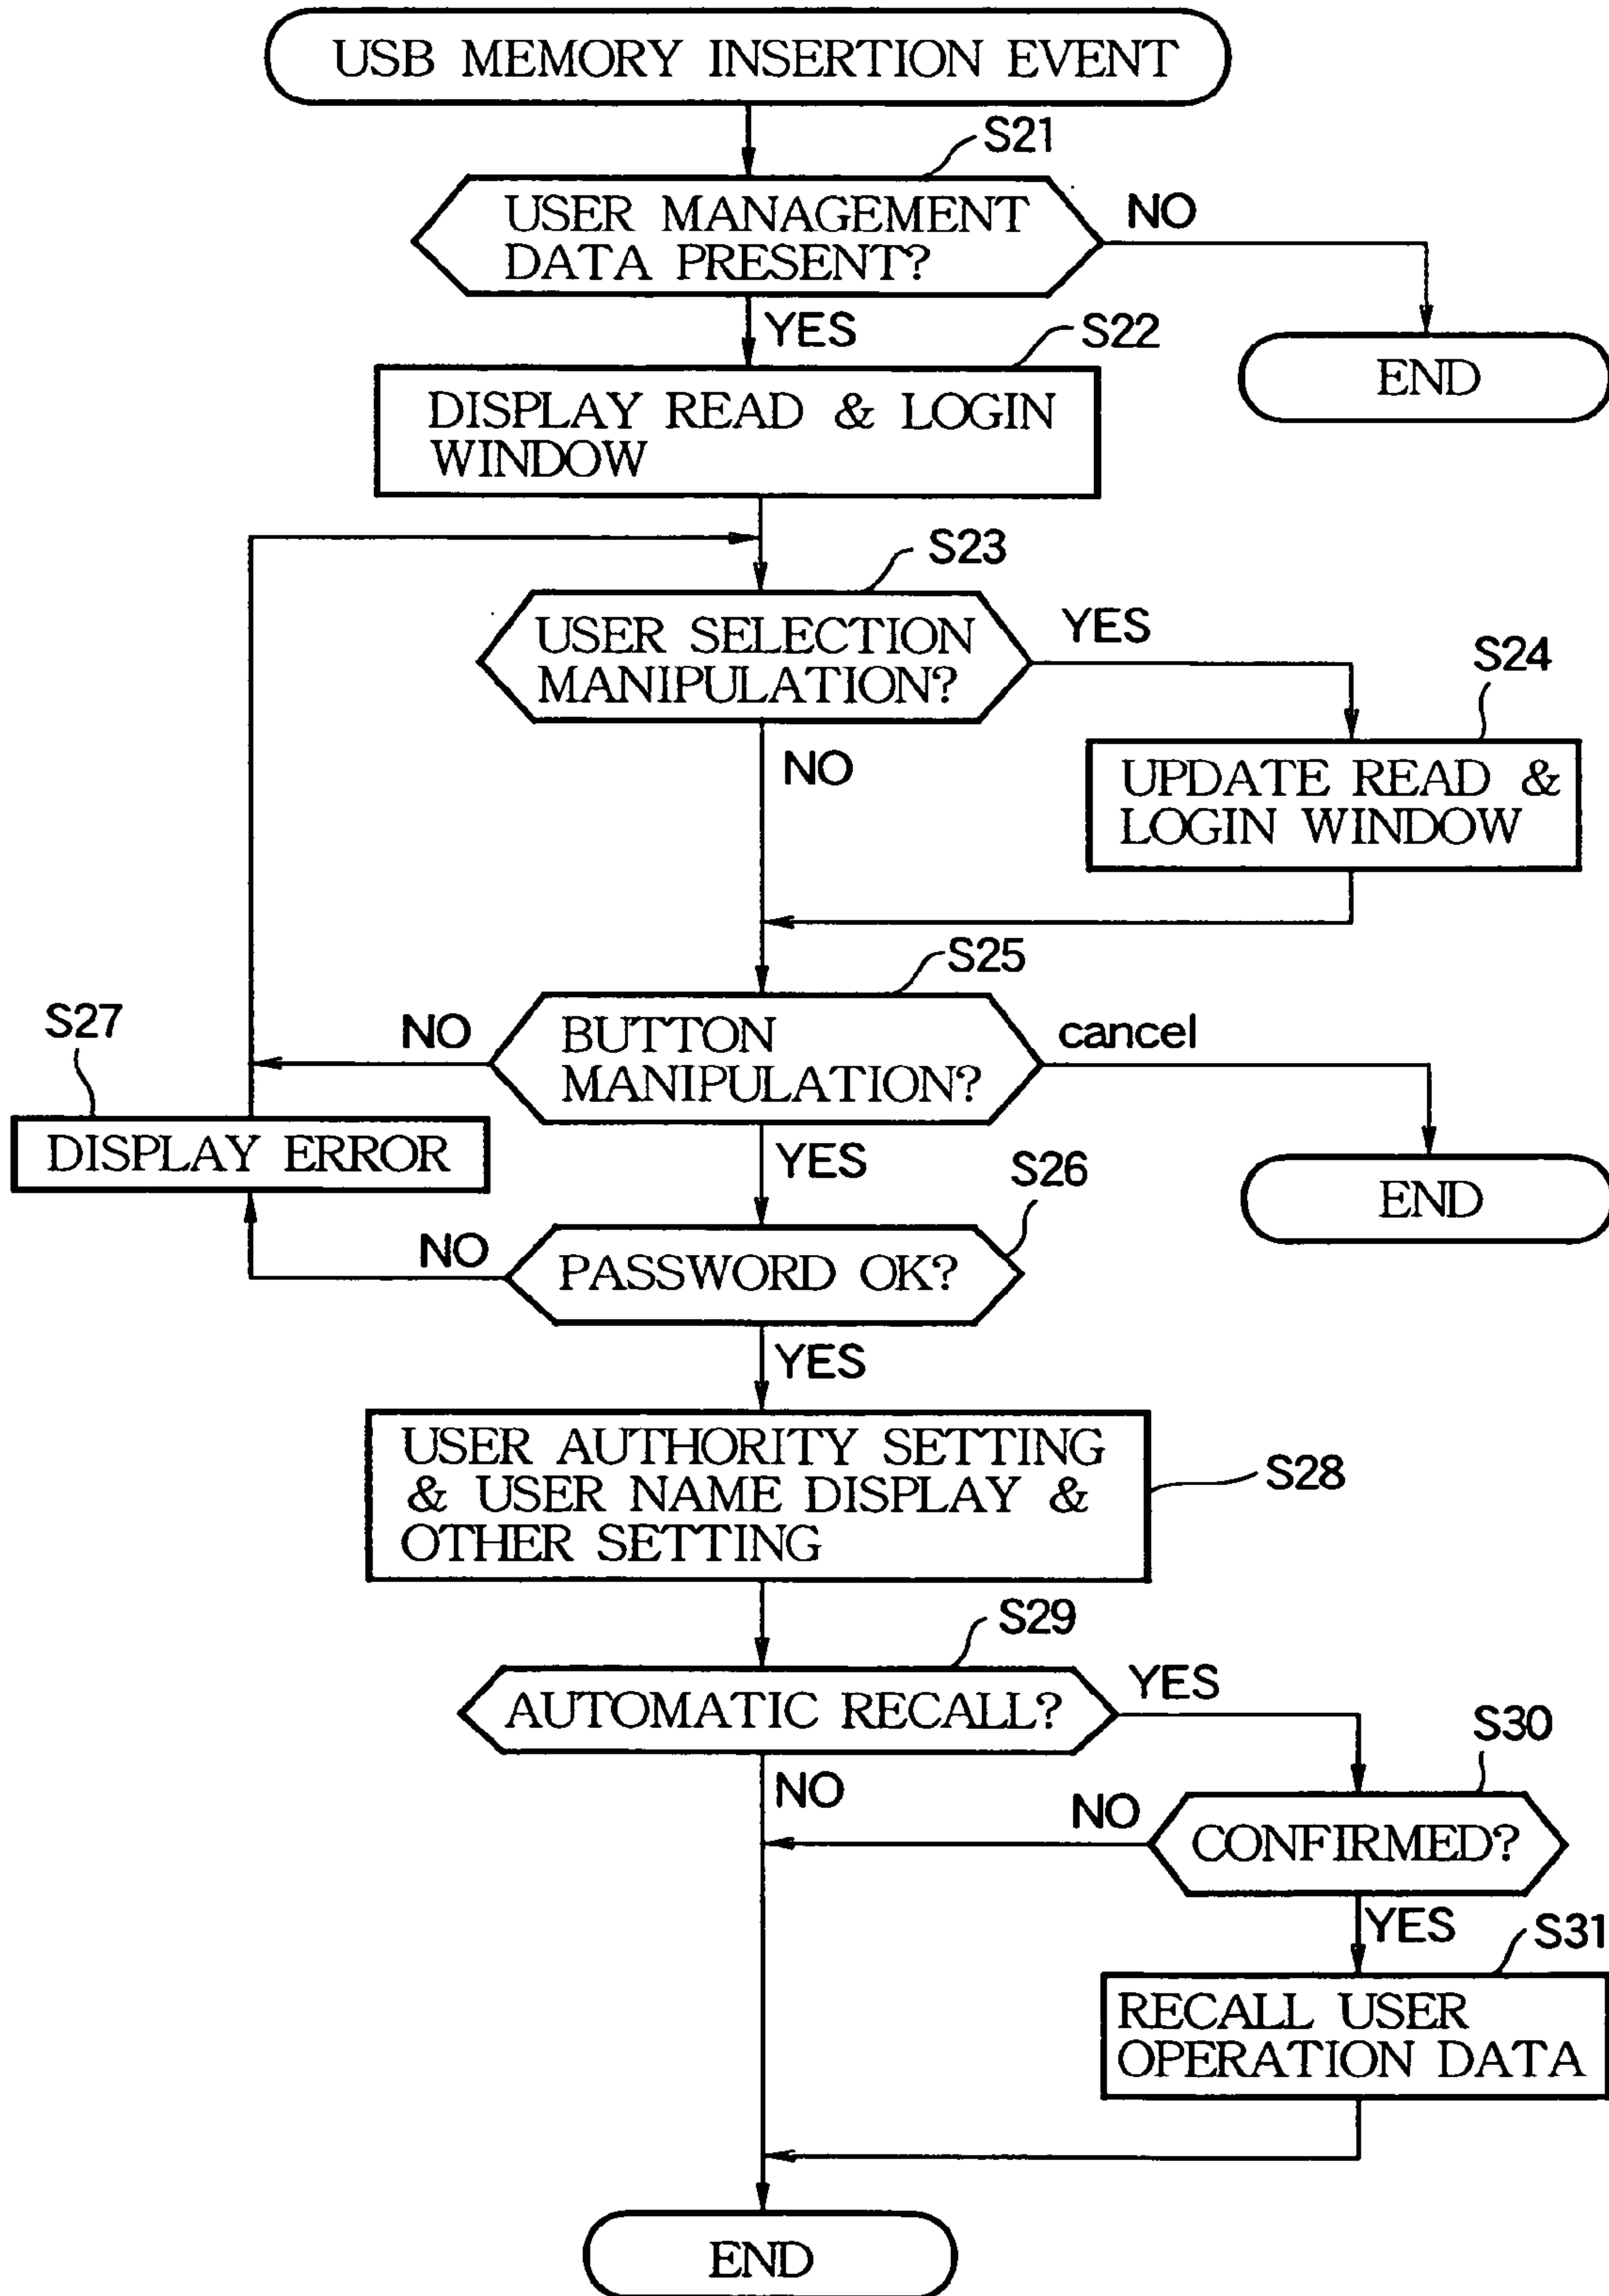 USB MEMORY INSERTION EVENT
S21
USER MANAGEMENT
DATA PRESENT?
NO
END
YES
S22
DISPLAY READ & LOGIN
WINDOW
S23
USER SELECTION
MANIPULATION?
YES
NO
S24
UPDATE READ &
LOGIN WINDOW
S25
BUTTON
MANIPULATION?
NO
cancel
END
S27
DISPLAY ERROR
YES
S26
PASSWORD OK?
NO
YES
USER AUTHORITY SETTING
& USER NAME DISPLAY &
OTHER SETTING
S28
S29
AUTOMATIC RECALL?
YES
NO
S30
CONFIRMED?
NO
YES
S31
RECALL USER
OPERATION DATA
END